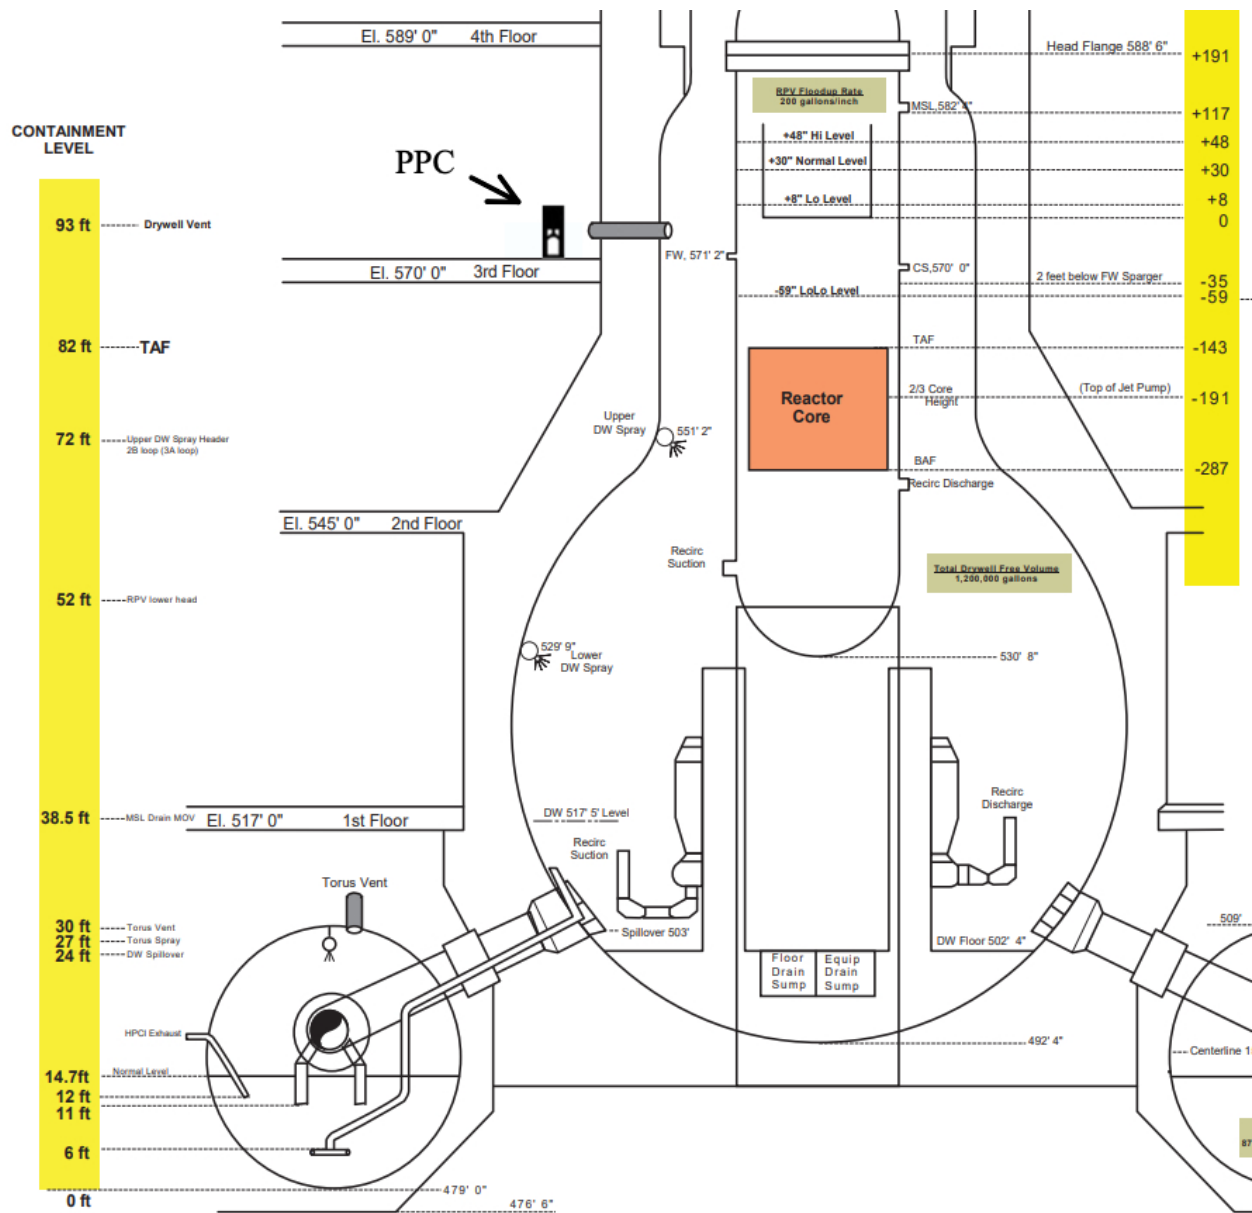 El. 589' 0" 4th Floor
Head Flange 588' 6"
+191
RPV Floodup Rate
200 gallons/inch
MSL,582' 4"
+117
CONTAINMENT
LEVEL
+48" Hi Level
+48
PPC
+30" Normal Level
+30
+8" Lo Level
+8
0
93 ft
Drywell Vent
FW, 571' 2"
El. 570' 0" 3rd Floor
CS,570' 0"
2 feet below FW Sparger
-35
-59" LoLo Level
-59
82 ft
TAF
TAF
-143
Reactor
Core
2/3 Core
Height
(Top of Jet Pump)
-191
Upper
DW Spray
551' 2"
72 ft
Upper DW Spray Header
2B loop (3A loop)
BAF
-287
Recirc Discharge
El. 545' 0" 2nd Floor
Recirc
Suction
Total Drywell Free Volume
1,200,000 gallons
52 ft
RPV lower head
529' 9"
Lower
DW Spray
530' 8"
38.5 ft
MSL Drain MOV
El. 517' 0" 1st Floor
DW 517' 5' Level
Recirc
Discharge
Recirc
Suction
Torus Vent
30 ft
Torus Vent
27 ft
Torus Spray
24 ft
DW Spillover
Spillover 503'
DW Floor 502' 4"
509'
Floor
Drain
Sump
Equip
Drain
Sump
HPCI Exhaust
492' 4"
Centerline 1
14.7ft
Normal Level
12 ft
11 ft
6 ft
87
0 ft
479' 0"
476' 6"